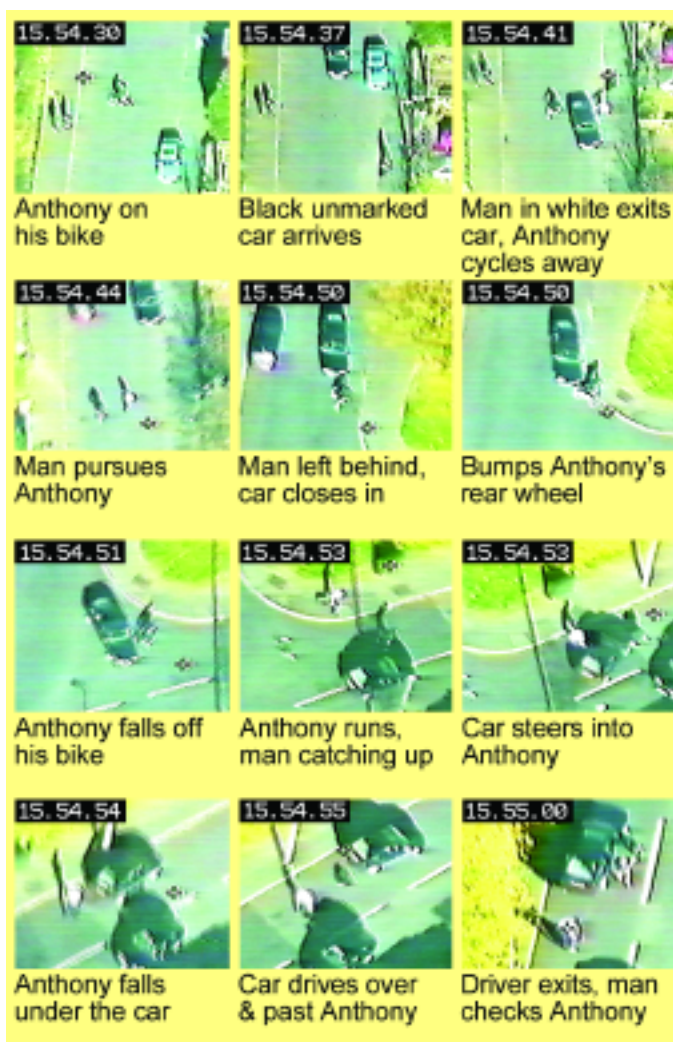 15.54.30
15.54.37
15.54.41
Anthony on
his bike
Black unmarked
car arrives
Man in white exits
car, Anthony
cycles away
15.54.44
15.54.50
15.54.50
Man pursues
Anthony
Man left behind,
car closes in
Bumps Anthony's
rear wheel
15.54.51
15.54.53
15.54.53
Anthony falls off
his bike
Anthony runs,
man catching up
Car steers into
Anthony
15.54.54
15.54.55
15.55.00
Anthony falls
under the car
Car drives over
& past Anthony
Driver exits, man
checks Anthony